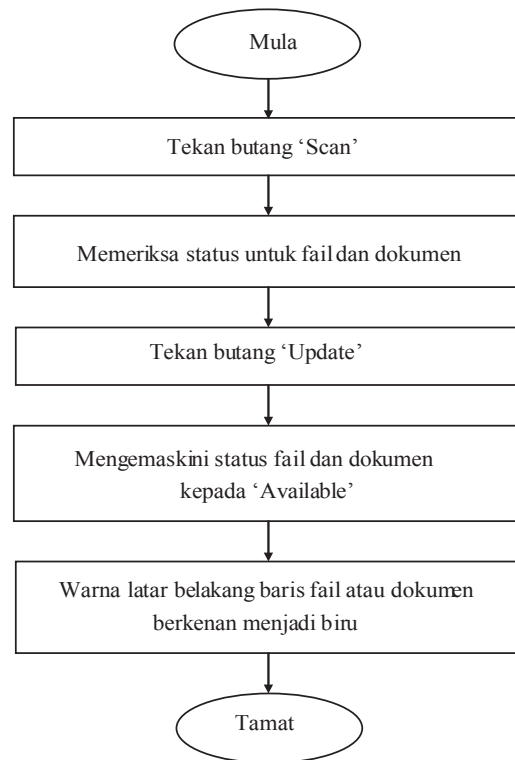 Mula
Tekan butang ‘Scan’
Memeriksa status untuk fail dan dokumen
Tekan butang ‘Update’
Mengemaskini status fail dan dokumen
kepada ‘Available’
Warna latar belakang baris fail atau dokumen
berkenan menjadi biru
Tamat